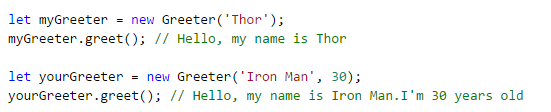 let myGreeter = new Greeter('Thor');
myGreeter.greet(); // Hello, my name is Thor
let yourGreeter = new Greeter('Iron Man', 30);
yourGreeter.greet(); // Hello, my name is Iron Man.I'm 30 years old